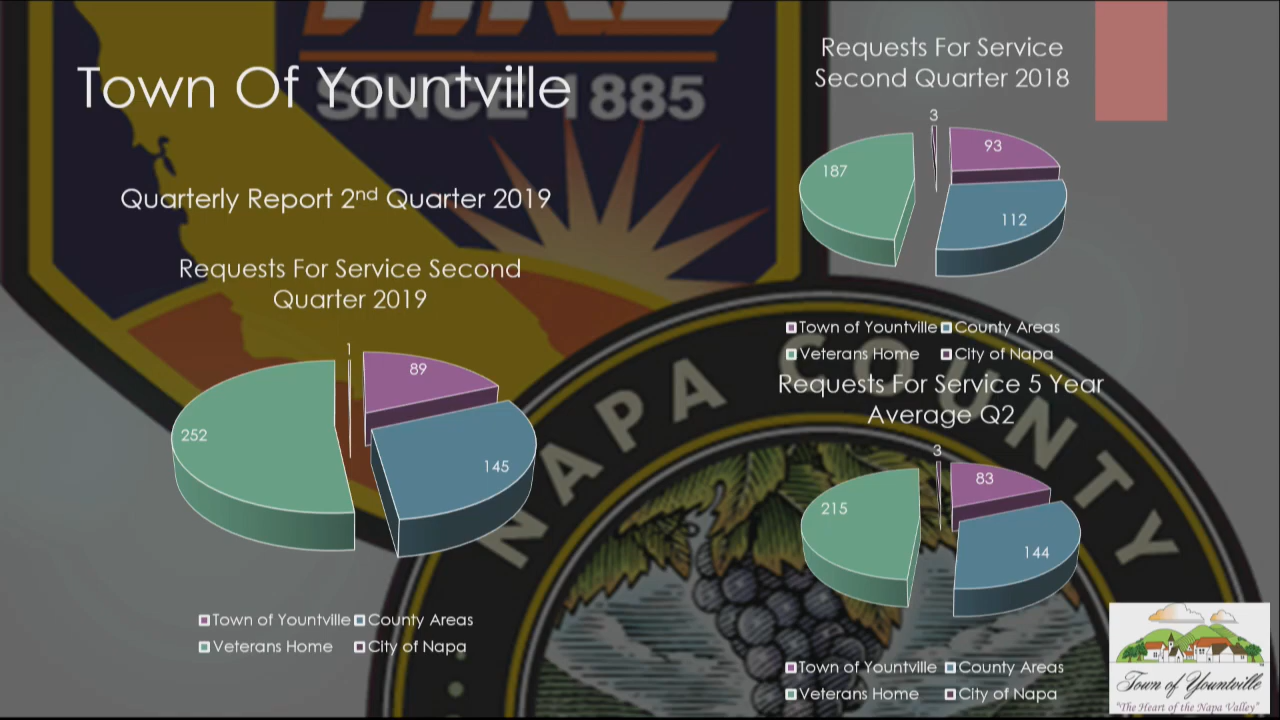 Town Of Yountville
SINCE 1885
Quarterly Report 2nd Quarter 2019
Requests For Service Second
Quarter 2019
1
89
252
145
Town of Yountville County Areas
Veterans Home City of Napa
Requests For Service
Second Quarter 2018
3
93
187
112
Town of Yountville County Areas
Veterans Home City of Napa
Requests For Service 5 Year
Average Q2
3
83
215
144
Town of Yountville County Areas
Veterans Home City of Napa
NAPA COUNTY
Town of Yountville
"The Heart of the Napa Valley"